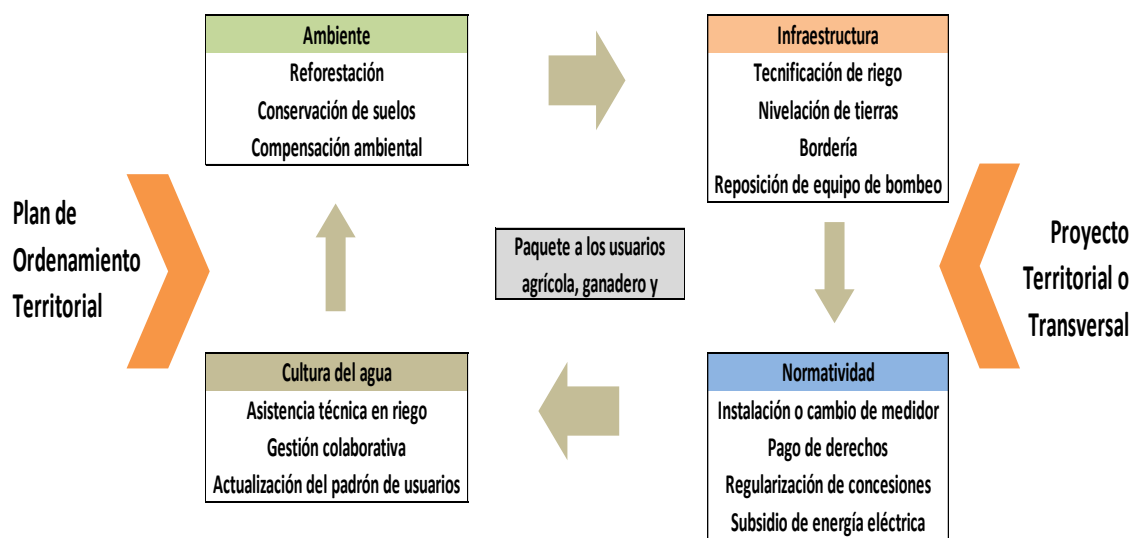 Ambiente
Reforestación
Conservación de suelos
Compensación ambiental
Infraestructura
Tecnificación de riego
Nivelación de tierras
Bordería
Reposición de equipo de bombeo
Plan de
Ordenamiento
Territorial
Paquete a los usuarios
agrícola, ganadero y
Proyecto
Territorial o
Transversal
Cultura del agua
Asistencia técnica en riego
Gestión colaborativa
Actualización del padrón de usuarios
Normatividad
Instalación o cambio de medidor
Pago de derechos
Regularización de concesiones
Subsidio de energía eléctrica